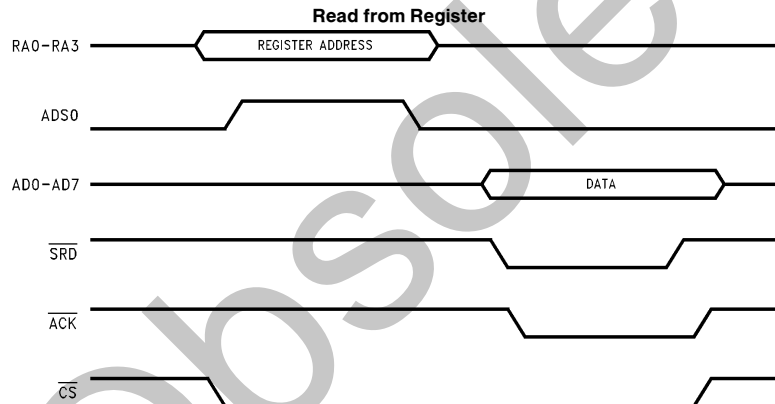 Read from Register
RA0-RA3 REGISTER ADDRESS
ADS0
AD0-AD7 DATA
SRD
ACK
CS
Obsolete